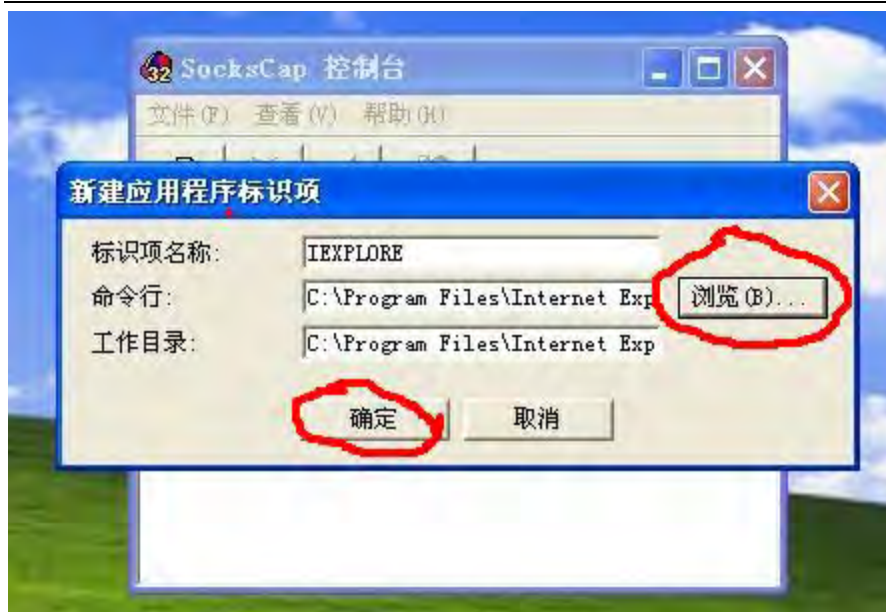 32 SocksCap 控制台
文件(F) 查看(V) 帮助(H)
新建应用程序标识项
标识项名称: IEXPLORE
命令行: C:\Program Files\Internet Exp 浏览(B)...
工作目录: C:\Program Files\Internet Exp
确定 取消